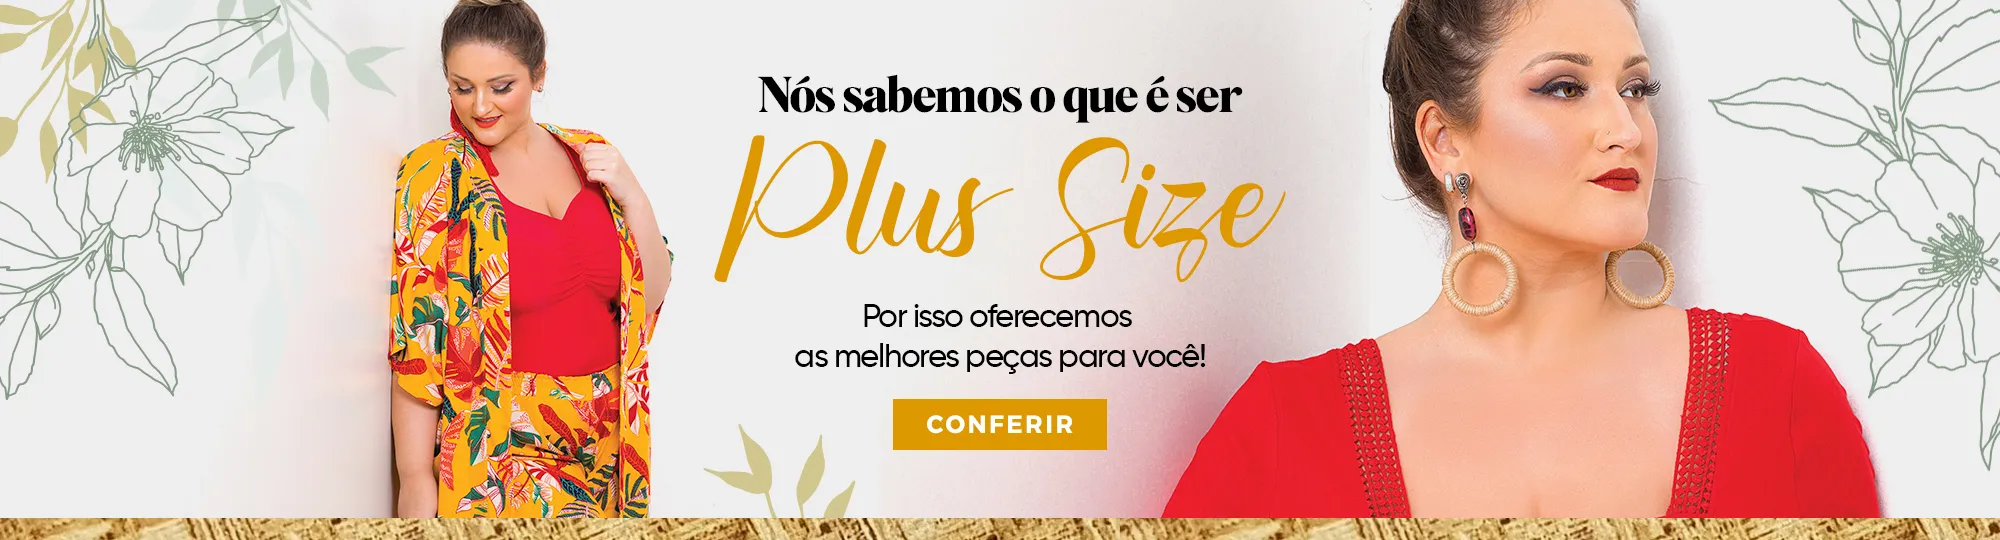 Nós sabemos o que é ser
Plus Size
Por isso oferecemos
as melhores peças para você!
CONFERIR